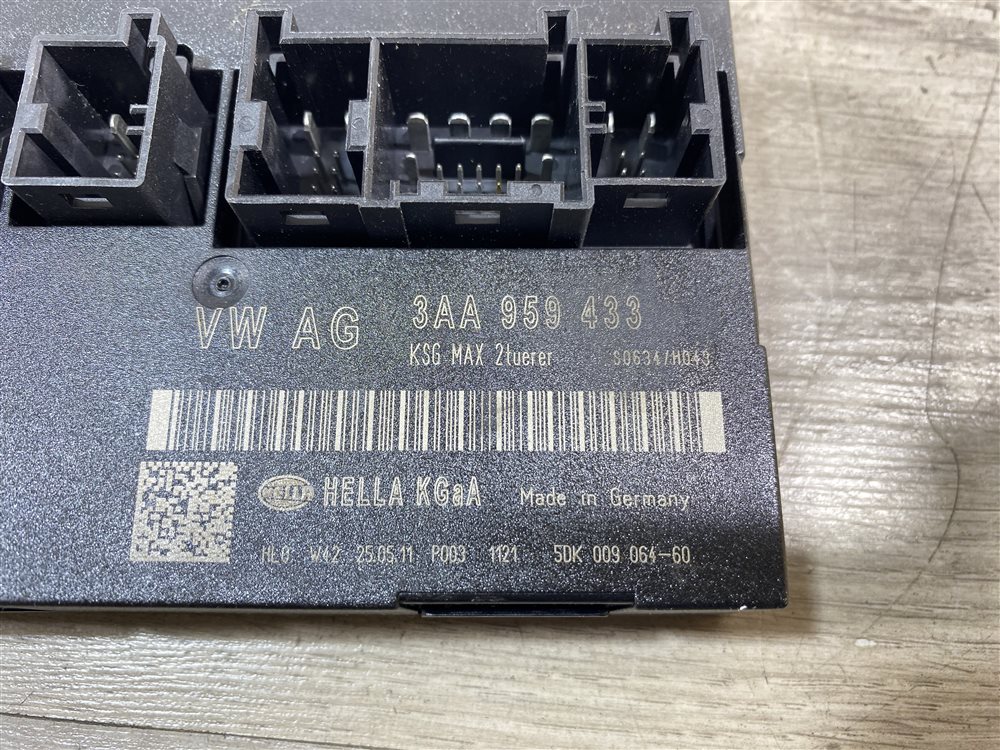 VW AG 3AA 959 433
KSG MAX 2tuerer S0634/H043
HELLA HELLA KGaA Made in Germany
HL0 W42 25.05.11 P003 1121 5DK 009 064-60